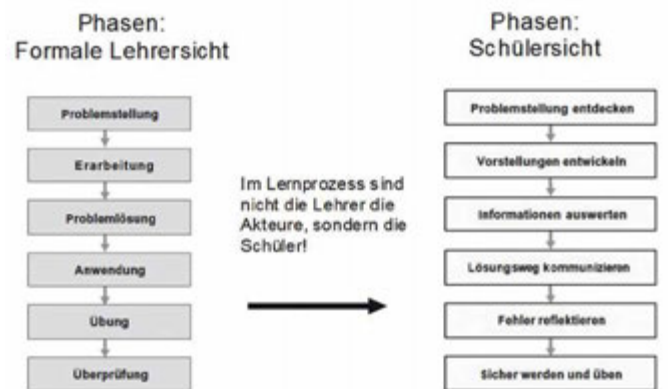 Phasen:
Formale Lehrersicht
Problemstellung
Erarbeitung
Problemlösung
Anwendung
Übung
Überprüfung
Im Lernprozess sind
nicht die Lehrer die
Akteure, sondern die
Schüler!
Phasen:
Schülersicht
Problemstellung entdecken
Vorstellungen entwickeln
Informationen auswerten
Lösungsweg kommunizieren
Fehler reflektieren
Sicher werden und üben